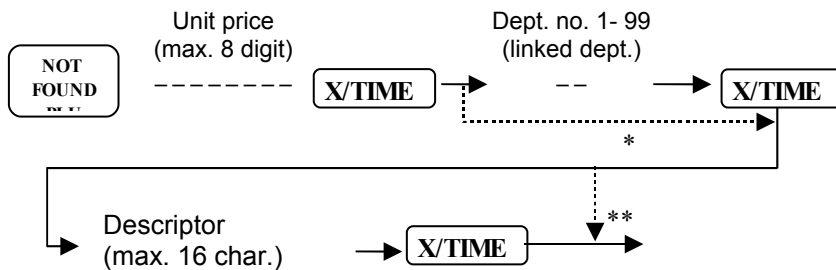 Unit price
(max. 8 digit)
Dept. no. 1- 99
(linked dept.)
NOT
FOUND
PLU
_ _ _ _ _ _ _ _
X/TIME
_ _
X/TIME
*
**
Descriptor
(max. 16 char.)
X/TIME